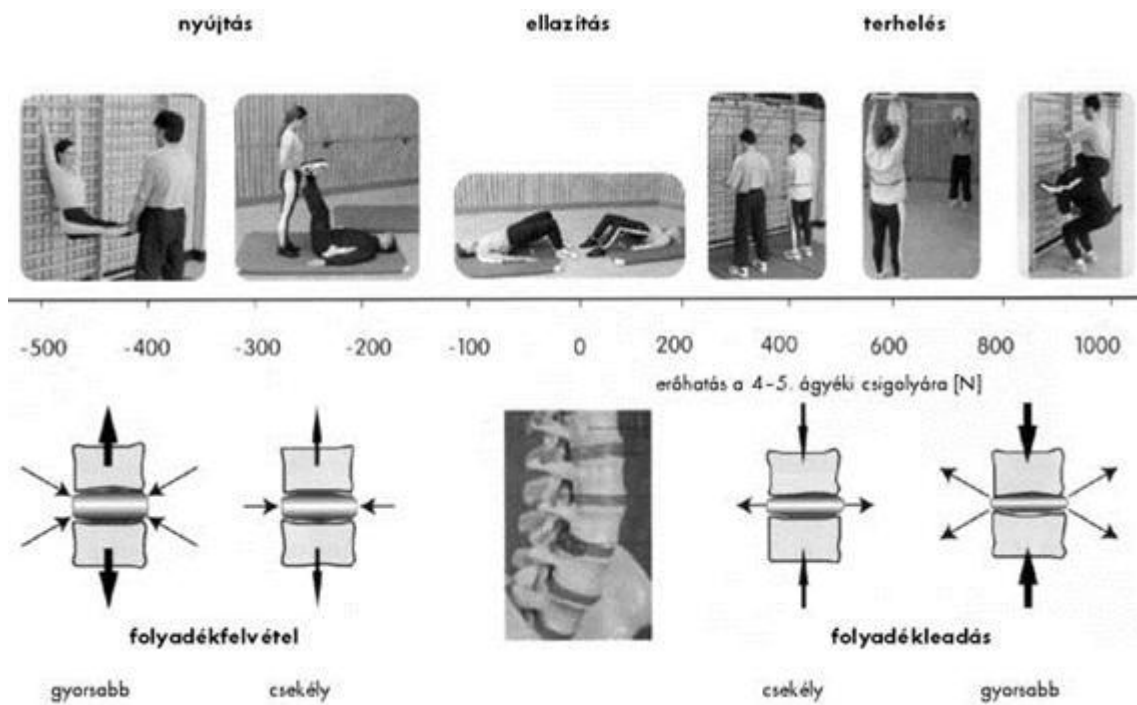 nyújtás ellazítás terhelés
-500 -400 -300 -200 -100 0 200 400 600 800 1000
erőhatás a 4-5. ágyéki csigolyára [N]
folyadékfelvétel folyadékleadás
gyorsabb csekély csekély gyorsabb